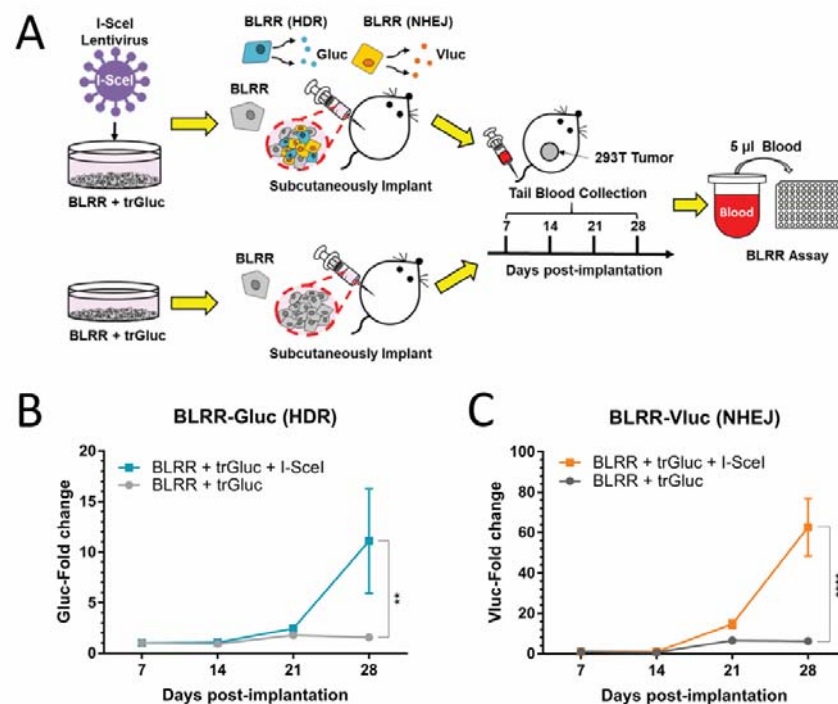 A
I-SceI
Lentivirus
I-SceI
BLRR + trGluc
BLRR (HDR)
Gluc
BLRR (NHEJ)
Vluc
BLRR
Subcutaneously Implant
293T Tumor
Tail Blood Collection
7 14 21 28
Days post-implantation
5 µl Blood
Blood
BLRR Assay
BLRR + trGluc
BLRR
Subcutaneously Implant
B
BLRR-Gluc (HDR)
Gluc-Fold change
20
15
10
5
0
BLRR + trGluc + I-SceI
BLRR + trGluc
**
7 14 21 28
Days post-implantation
C
BLRR-Vluc (NHEJ)
Vluc-Fold change
100
80
60
40
20
0
BLRR + trGluc + I-SceI
BLRR + trGluc
****
7 14 21 28
Days post-implantation